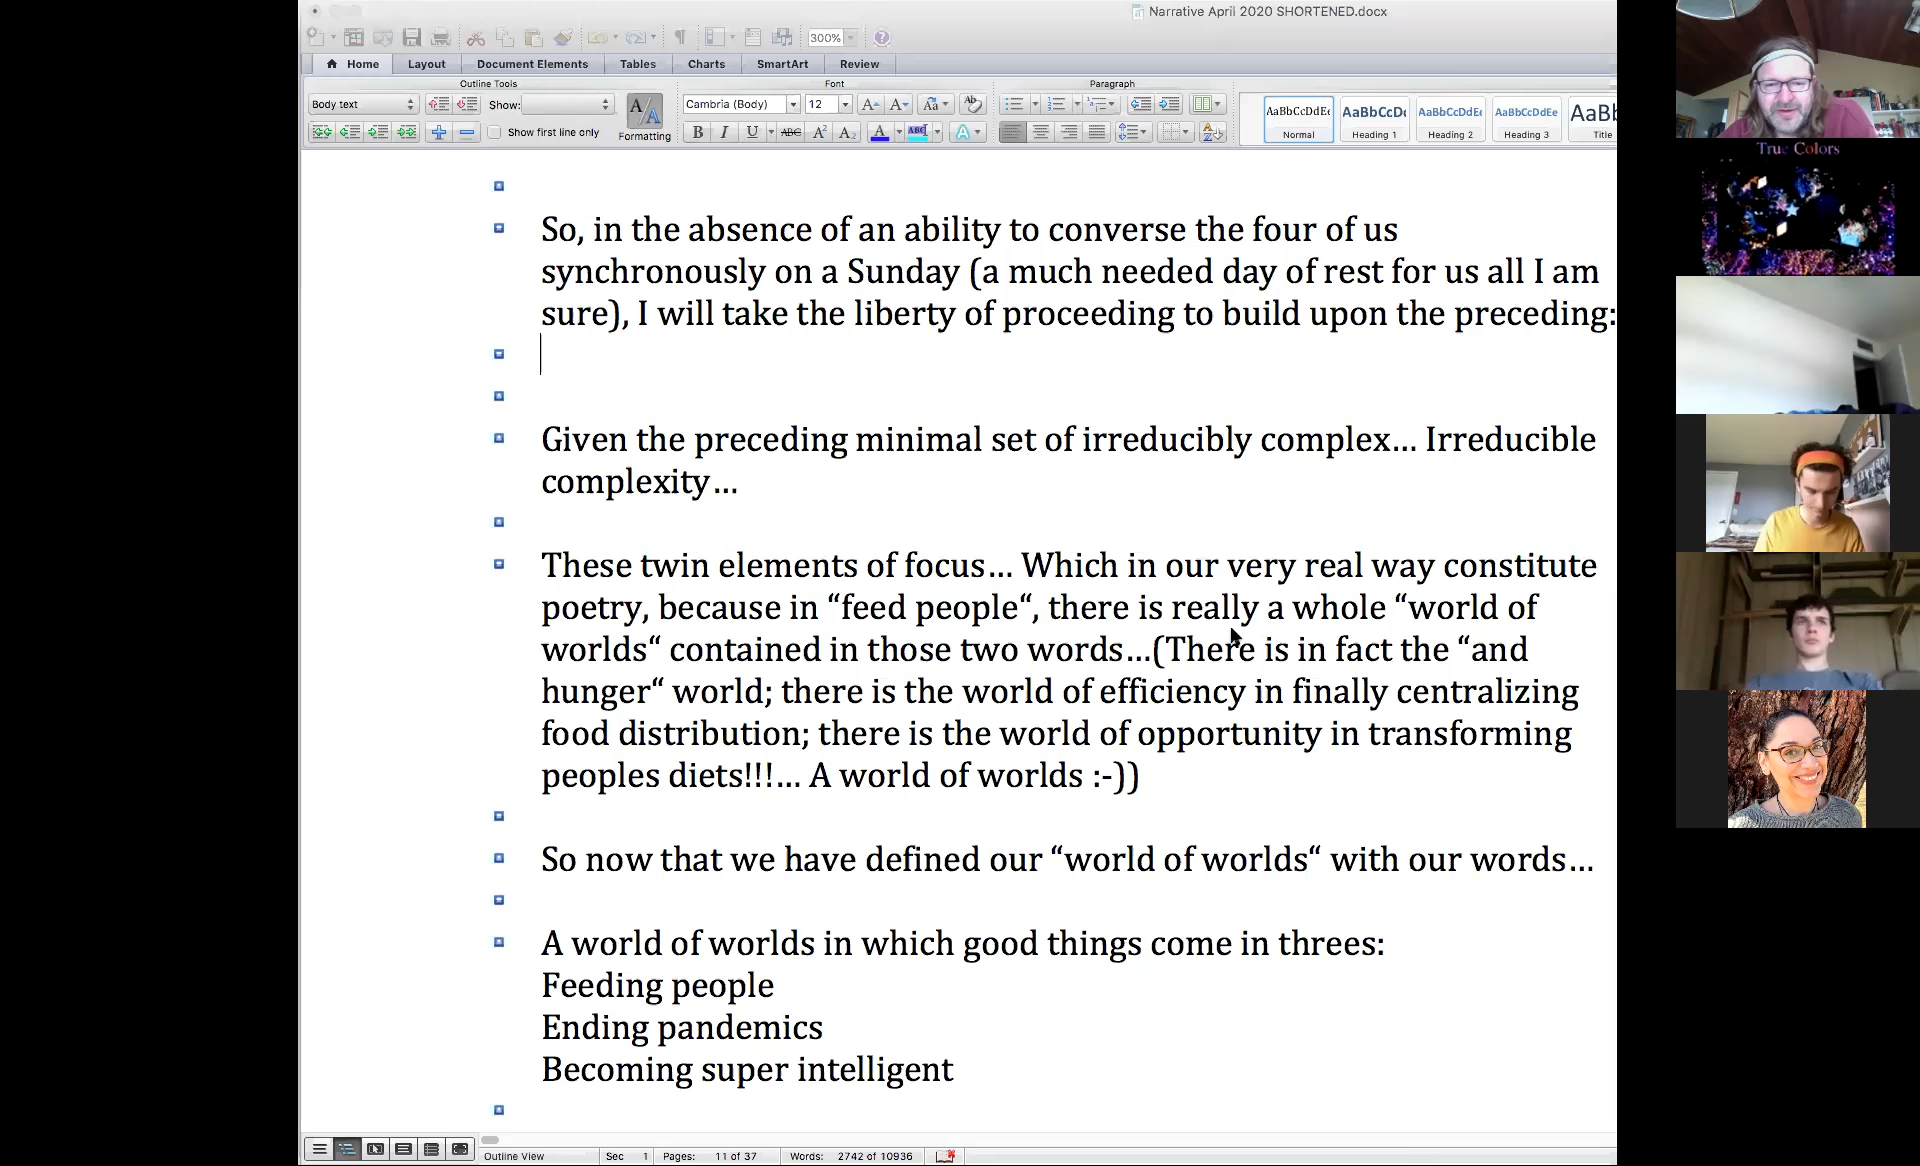 Narrative April 2020 SHORTENED.docx
300%
Home Layout Document Elements Tables Charts SmartArt Review
Outline Tools Font Paragraph
Body text Show: Cambria (Body) 12
AaBbCcDdEe AaBbCcDc AaBbCcDdEe AaBbCcDdEe AaBb
Show first line only Formatting B I U ABC A² A₂ ABC
Normal Heading 1 Heading 2 Heading 3 Title
True Colors
So, in the absence of an ability to converse the four of us
synchronously on a Sunday (a much needed day of rest for us all I am
sure), I will take the liberty of proceeding to build upon the preceding:
Given the preceding minimal set of irreducibly complex… Irreducible
complexity…
These twin elements of focus… Which in our very real way constitute
poetry, because in “feed people“, there is really a whole “world of
worlds“ contained in those two words…(There is in fact the “and
hunger“ world; there is the world of efficiency in finally centralizing
food distribution; there is the world of opportunity in transforming
peoples diets!!!… A world of worlds :-))
So now that we have defined our “world of worlds“ with our words…
A world of worlds in which good things come in threes:
Feeding people
Ending pandemics
Becoming super intelligent
Outline View Sec 1 Pages: 11 of 37 Words: 2742 of 10936